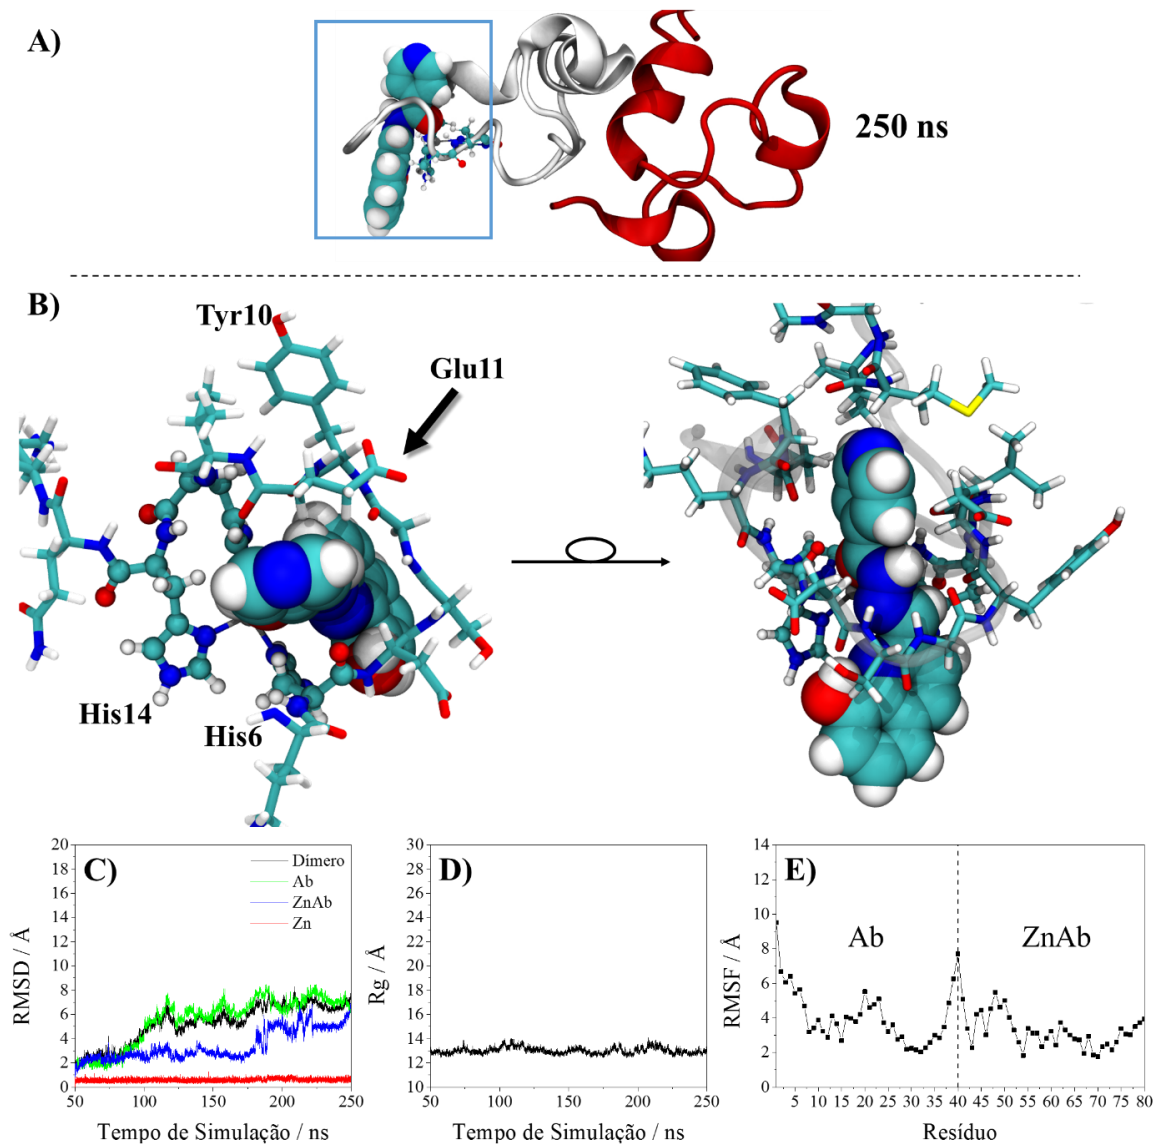 A)
250 ns
B)
Tyr10
Glu11
His14
His6
C)
Dímero
Ab
ZnAb
Zn
RMSD / Å
20
18
16
14
12
10
8
6
4
2
0
50 100 150 200 250
Tempo de Simulação / ns
D)
Rg / Å
30
28
26
24
22
20
18
16
14
12
10
50 100 150 200 250
Tempo de Simulação / ns
E)
Ab
ZnAb
RMSF / Å
14
12
10
8
6
4
2
0
5 10 15 20 25 30 35 40 45 50 55 60 65 70 75 80
Resíduo